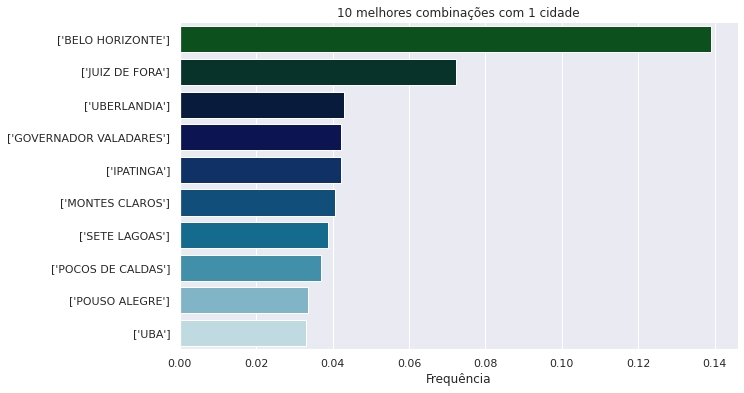 10 melhores combinações com 1 cidade
['BELO HORIZONTE']
['JUIZ DE FORA']
['UBERLANDIA']
['GOVERNADOR VALADARES']
['IPATINGA']
['MONTES CLAROS']
['SETE LAGOAS']
['POCOS DE CALDAS']
['POUSO ALEGRE']
['UBA']
0.00 0.02 0.04 0.06 0.08 0.10 0.12 0.14
Frequência